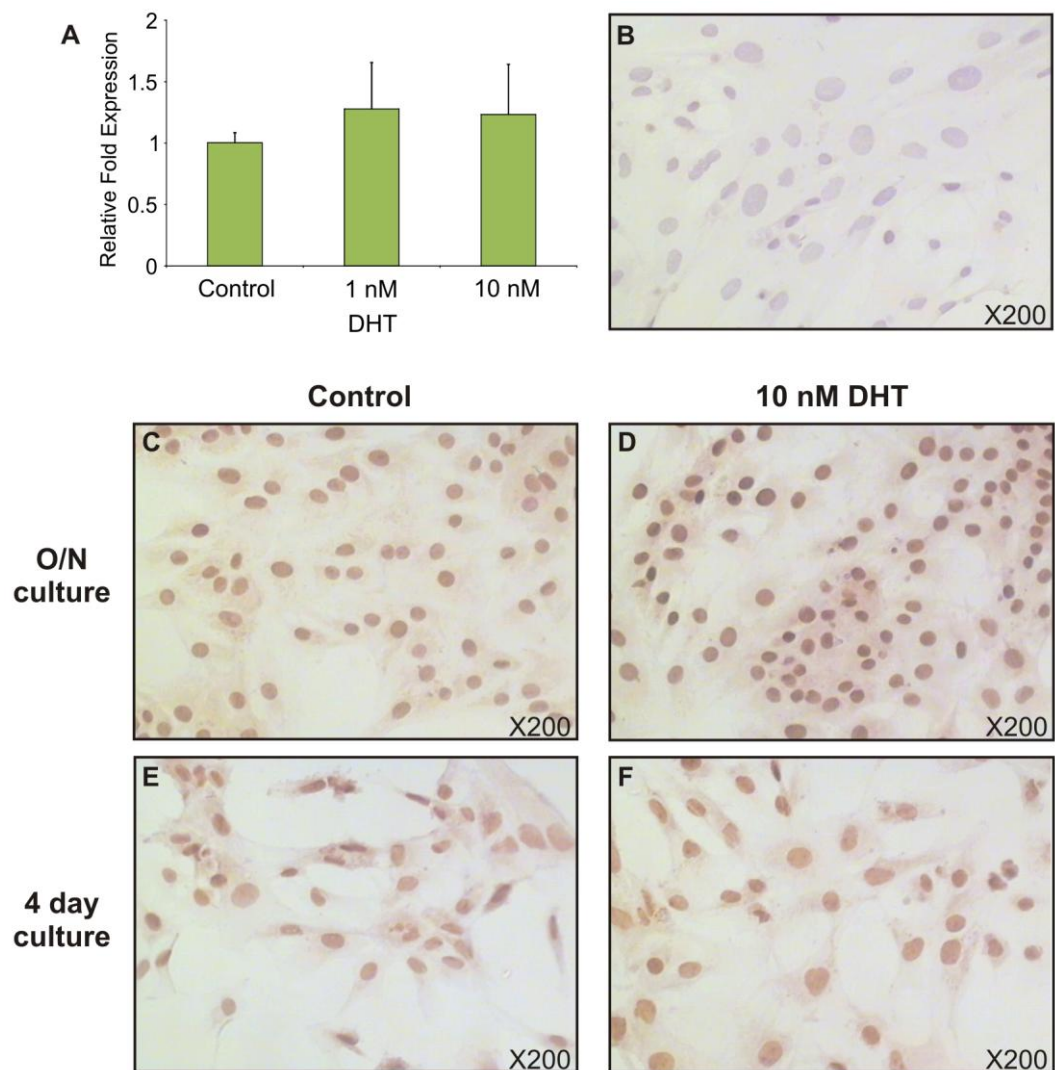 A
2
1.5
1
0.5
0
Relative Fold Expression
Control
1 nM
10 nM
DHT
B
X200
Control
10 nM DHT
O/N
culture
C
X200
D
X200
4 day
culture
E
X200
F
X200